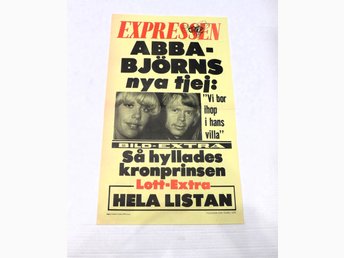 EXPRESSEN
ABBA-
BJÖRNS
nya tjej:
"Vi bor
ihop
i hans
villa"
BILD-EXTRA
Så hyllades
kronprinsen
Lott-Extra
HELA LISTAN